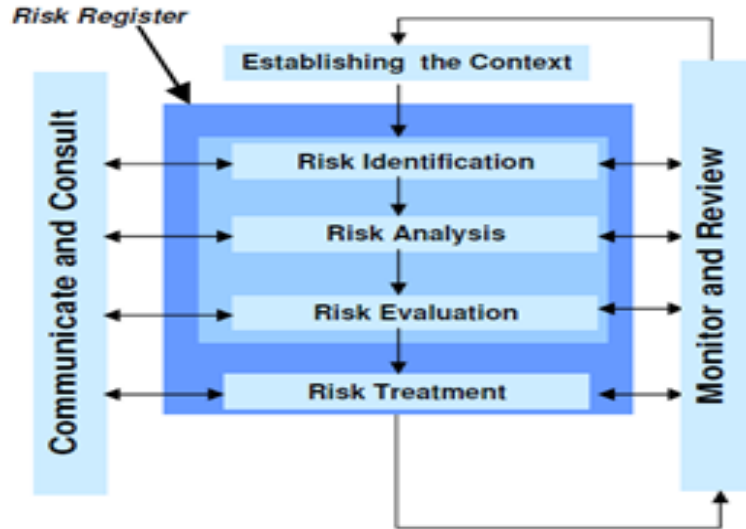 Risk Register
Establishing the Context
Communicate and Consult
Risk Identification
Risk Analysis
Risk Evaluation
Risk Treatment
Monitor and Review